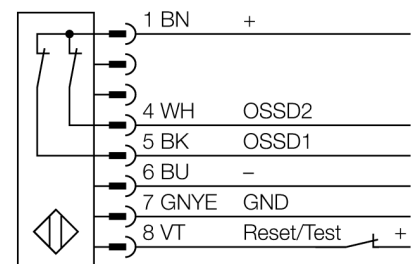 1 BN +
4 WH OSSD2
5 BK OSSD1
6 BU –
7 GNYE GND
8 VT Reset/Test +